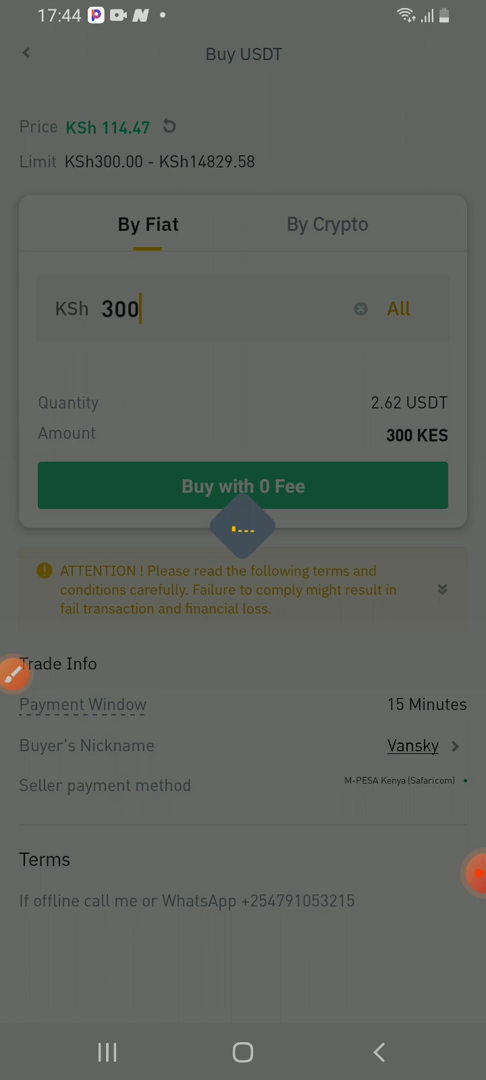 17:44
Buy USDT
Price KSh 114.47
Limit KSh300.00 - KSh14829.58
By Fiat By Crypto
KSh 300 All
Quantity 2.62 USDT
Amount 300 KES
Buy with 0 Fee
ATTENTION ! Please read the following terms and
conditions carefully. Failure to comply might result in
fail transaction and financial loss.
Trade Info
Payment Window 15 Minutes
Buyer's Nickname Vansky
Seller payment method M-PESA Kenya (Safaricom)
Terms
If offline call me or WhatsApp +254791053215